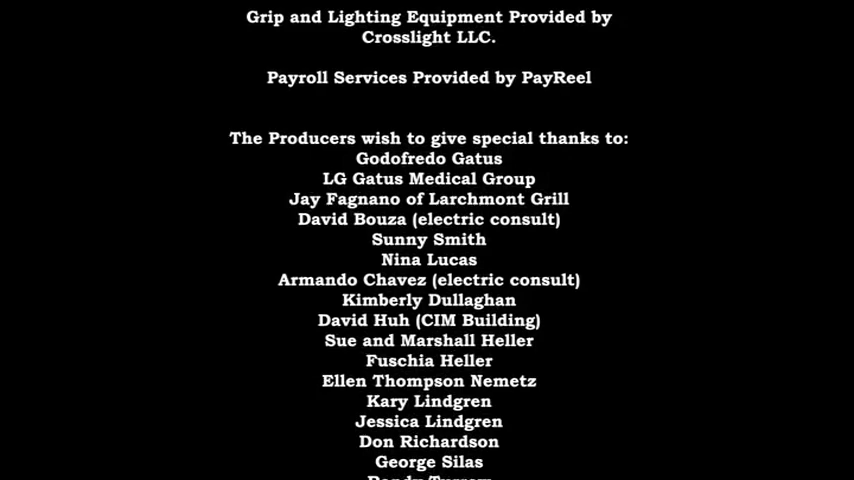 Grip and Lighting Equipment Provided by
Crosslight LLC.
Payroll Services Provided by PayReel
The Producers wish to give special thanks to:
Godofredo Gatus
LG Gatus Medical Group
Jay Fagnano of Larchmont Grill
David Bouza (electric consult)
Sunny Smith
Nina Lucas
Armando Chavez (electric consult)
Kimberly Dullaghan
David Huh (CIM Building)
Sue and Marshall Heller
Fuschia Heller
Ellen Thompson Nemetz
Kary Lindgren
Jessica Lindgren
Don Richardson
George Silas